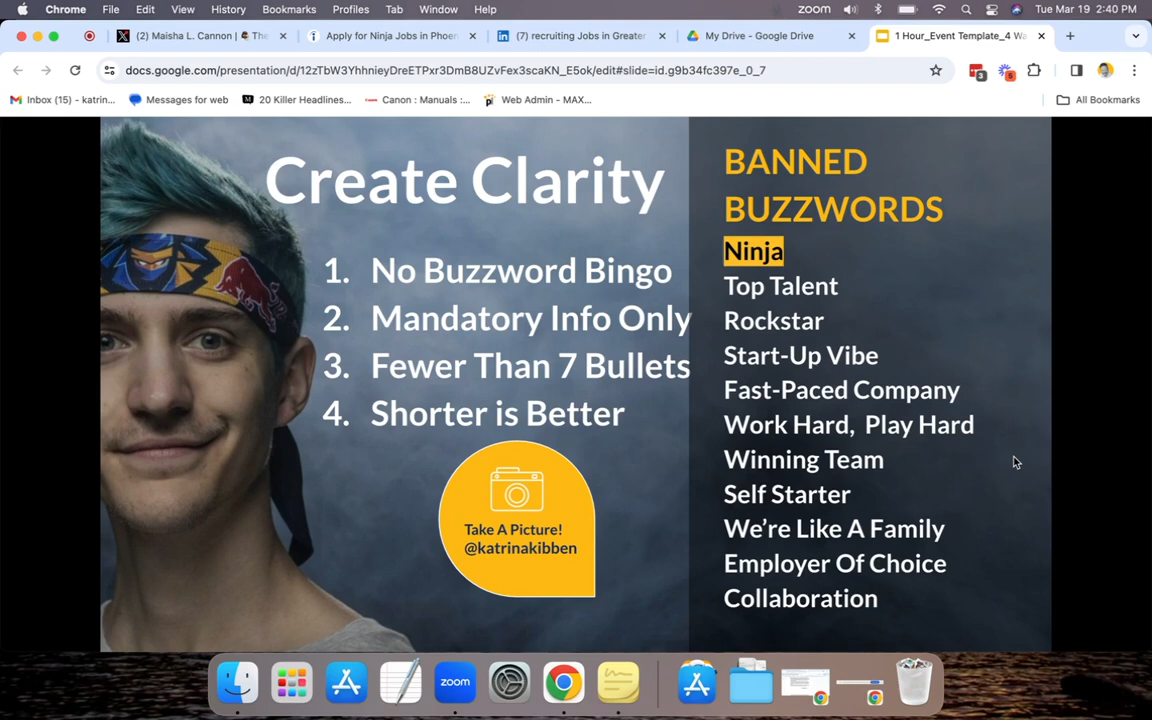 Chrome File Edit View History Bookmarks Profiles Tab Window Help zoom Tue Mar 19 2:40 PM
(2) Maisha L. Cannon | The
Apply for Ninja Jobs in Phoen
(7) recruiting Jobs in Greater
My Drive - Google Drive
1 Hour_Event Template_4 Wa
docs.google.com/presentation/d/12zTbW3YhhnieyDreETPxr3DmB8UZvFex3scaKN_E5ok/edit#slide=id.g9b34fc397e_0_7
3
5
Inbox (15) - katrin...
Messages for web
20 Killer Headlines...
Canon : Manuals :...
Web Admin - MAX...
All Bookmarks
Create Clarity
1. No Buzzword Bingo
2. Mandatory Info Only
3. Fewer Than 7 Bullets
4. Shorter is Better
Take A Picture!
@katrinakibben
BANNED
BUZZWORDS
Ninja
Top Talent
Rockstar
Start-Up Vibe
Fast-Paced Company
Work Hard, Play Hard
Winning Team
Self Starter
We’re Like A Family
Employer Of Choice
Collaboration
zoom